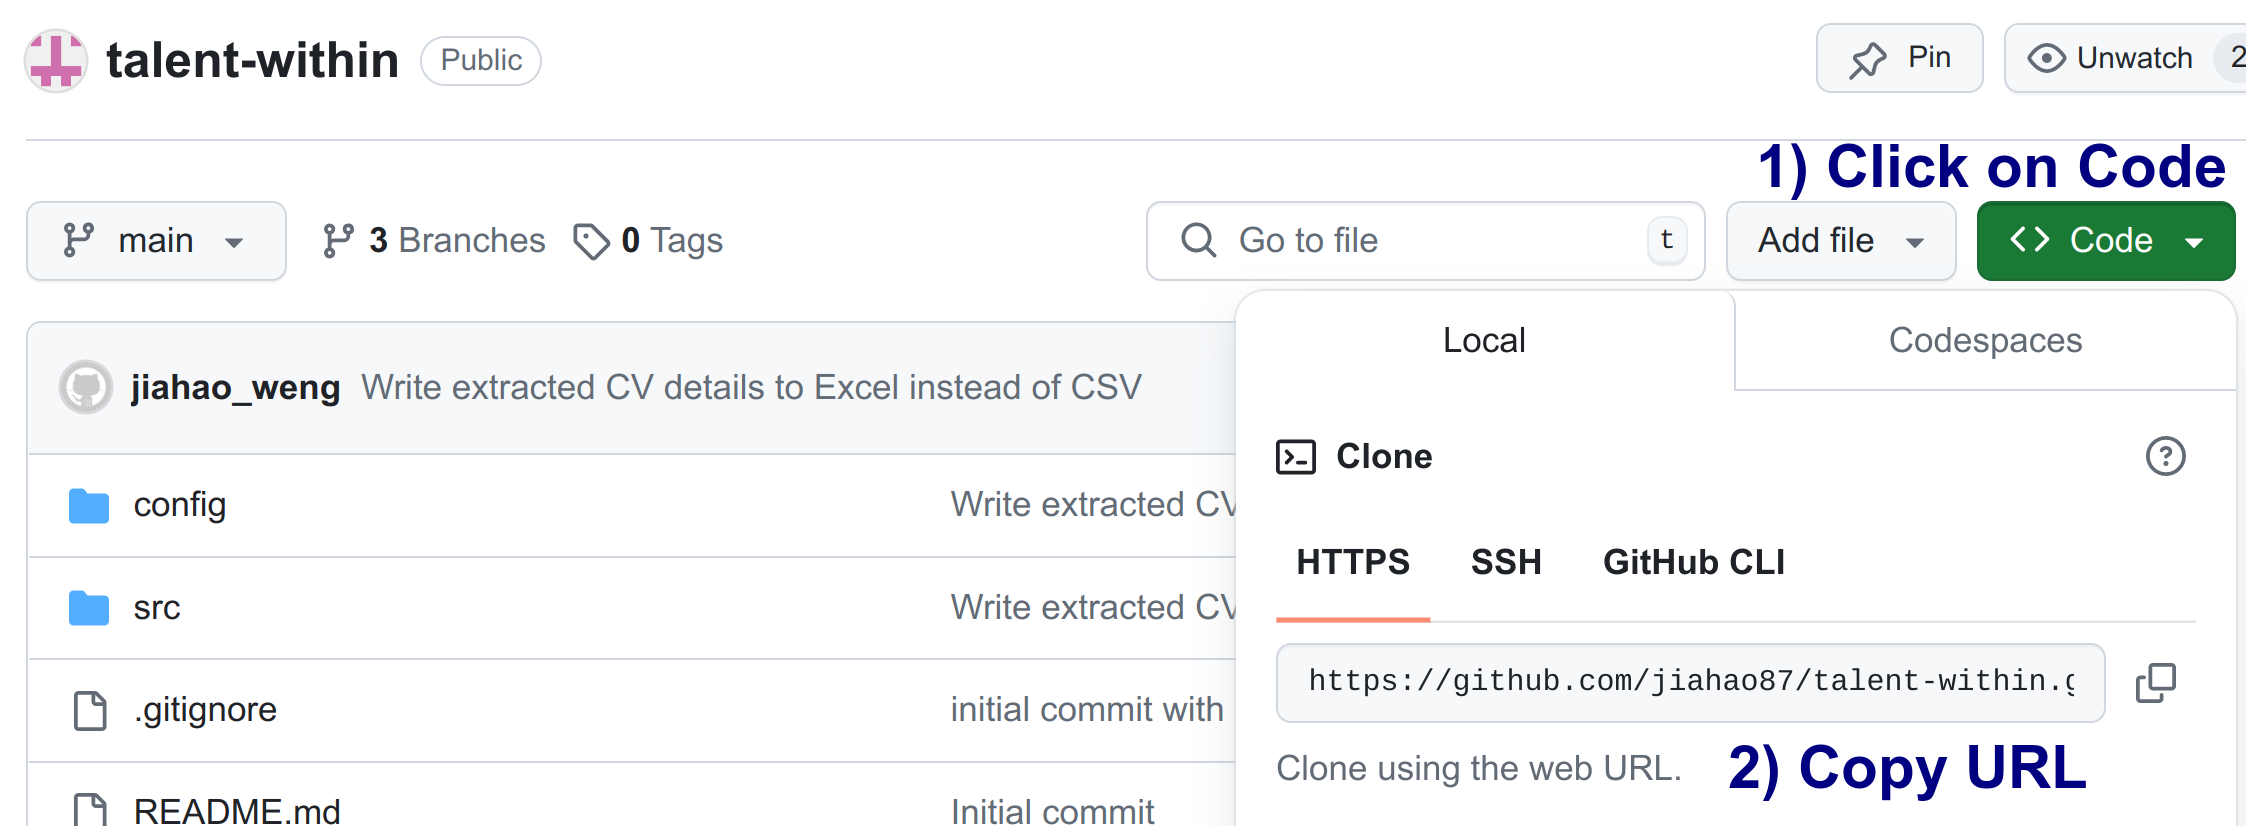 talent-within Public Pin Unwatch 2
1) Click on Code
main 3 Branches 0 Tags Go to file t Add file Code
Local Codespaces
jiahao_weng Write extracted CV details to Excel instead of CSV
Clone
config Write extracted CV
HTTPS SSH GitHub CLI
src Write extracted CV
https://github.com/jiahao87/talent-within.g
.gitignore initial commit with
Clone using the web URL. 2) Copy URL
README.md Initial commit